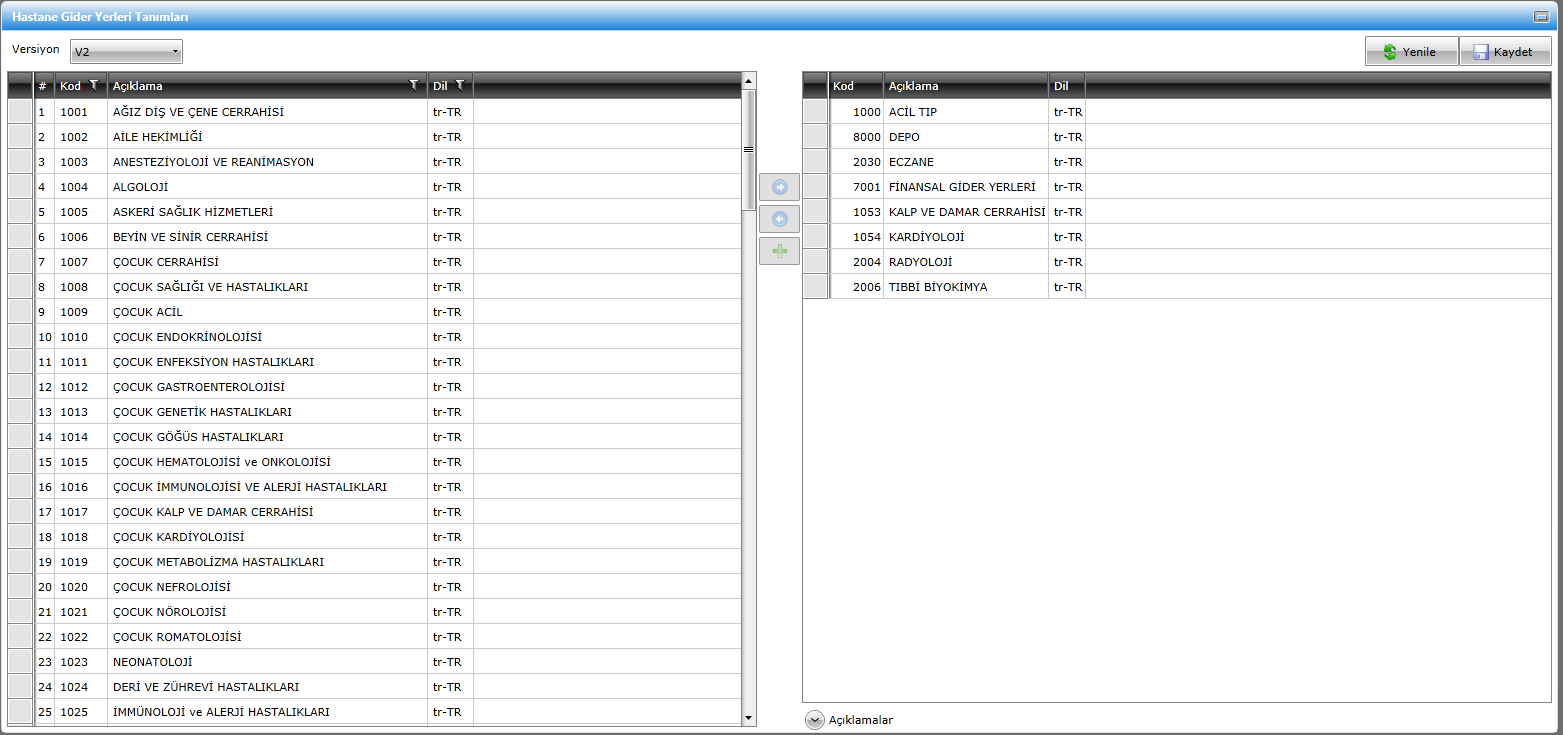 Hastane Gider Yerleri Tanımları
Versiyon V2 Yenile Kaydet
# Kod Açıklama Dil
1 1001 AĞIZ DİŞ VE ÇENE CERRAHİSİ tr-TR
2 1002 AİLE HEKİMLİĞİ tr-TR
3 1003 ANESTEZİYOLOJİ VE REANİMASYON tr-TR
4 1004 ALGOLOJİ tr-TR
5 1005 ASKERİ SAĞLIK HİZMETLERİ tr-TR
6 1006 BEYİN VE SİNİR CERRAHİSİ tr-TR
7 1007 ÇOCUK CERRAHİSİ tr-TR
8 1008 ÇOCUK SAĞLIĞI VE HASTALIKLARI tr-TR
9 1009 ÇOCUK ACİL tr-TR
10 1010 ÇOCUK ENDOKRİNOLOJİSİ tr-TR
11 1011 ÇOCUK ENFEKSİYON HASTALIKLARI tr-TR
12 1012 ÇOCUK GASTROENTEROLOJİSİ tr-TR
13 1013 ÇOCUK GENETİK HASTALIKLARI tr-TR
14 1014 ÇOCUK GÖĞÜS HASTALIKLARI tr-TR
15 1015 ÇOCUK HEMATOLOJİSİ ve ONKOLOJİSİ tr-TR
16 1016 ÇOCUK İMMUNOLOJİSİ VE ALERJİ HASTALIKLARI tr-TR
17 1017 ÇOCUK KALP VE DAMAR CERRAHİSİ tr-TR
18 1018 ÇOCUK KARDİYOLOJİSİ tr-TR
19 1019 ÇOCUK METABOLİZMA HASTALIKLARI tr-TR
20 1020 ÇOCUK NEFROLOJİSİ tr-TR
21 1021 ÇOCUK NÖROLOJİSİ tr-TR
22 1022 ÇOCUK ROMATOLOJİSİ tr-TR
23 1023 NEONATOLOJİ tr-TR
24 1024 DERİ VE ZÜHREVİ HASTALIKLARI tr-TR
25 1025 İMMÜNOLOJİ ve ALERJİ HASTALIKLARI tr-TR
Kod Açıklama Dil
1000 ACİL TIP tr-TR
8000 DEPO tr-TR
2030 ECZANE tr-TR
7001 FİNANSAL GİDER YERLERİ tr-TR
1053 KALP VE DAMAR CERRAHİSİ tr-TR
1054 KARDİYOLOJİ tr-TR
2004 RADYOLOJİ tr-TR
2006 TIBBİ BİYOKİMYA tr-TR
Açıklamalar